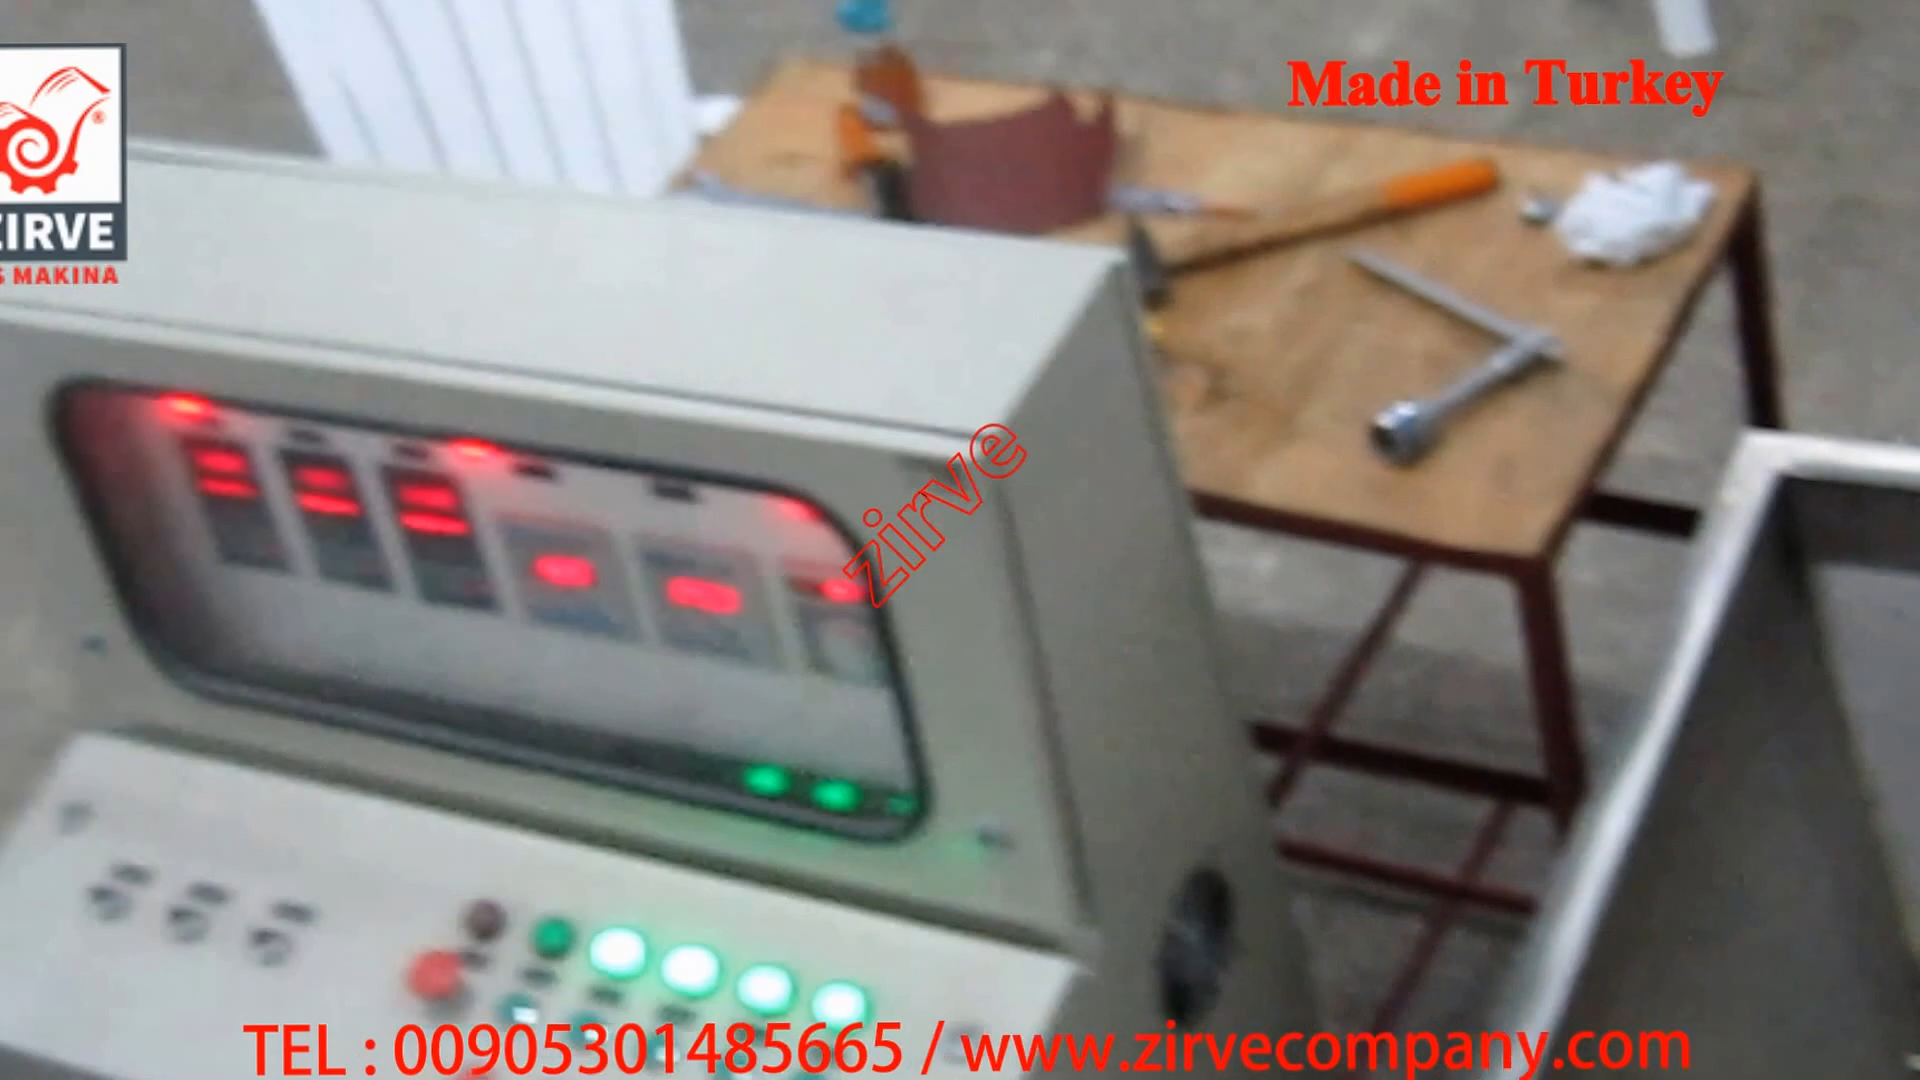 Made in Turkey
®
ZIRVE
S MAKINA
zirve
TEL : 00905301485665 / www.zirvecompany.com